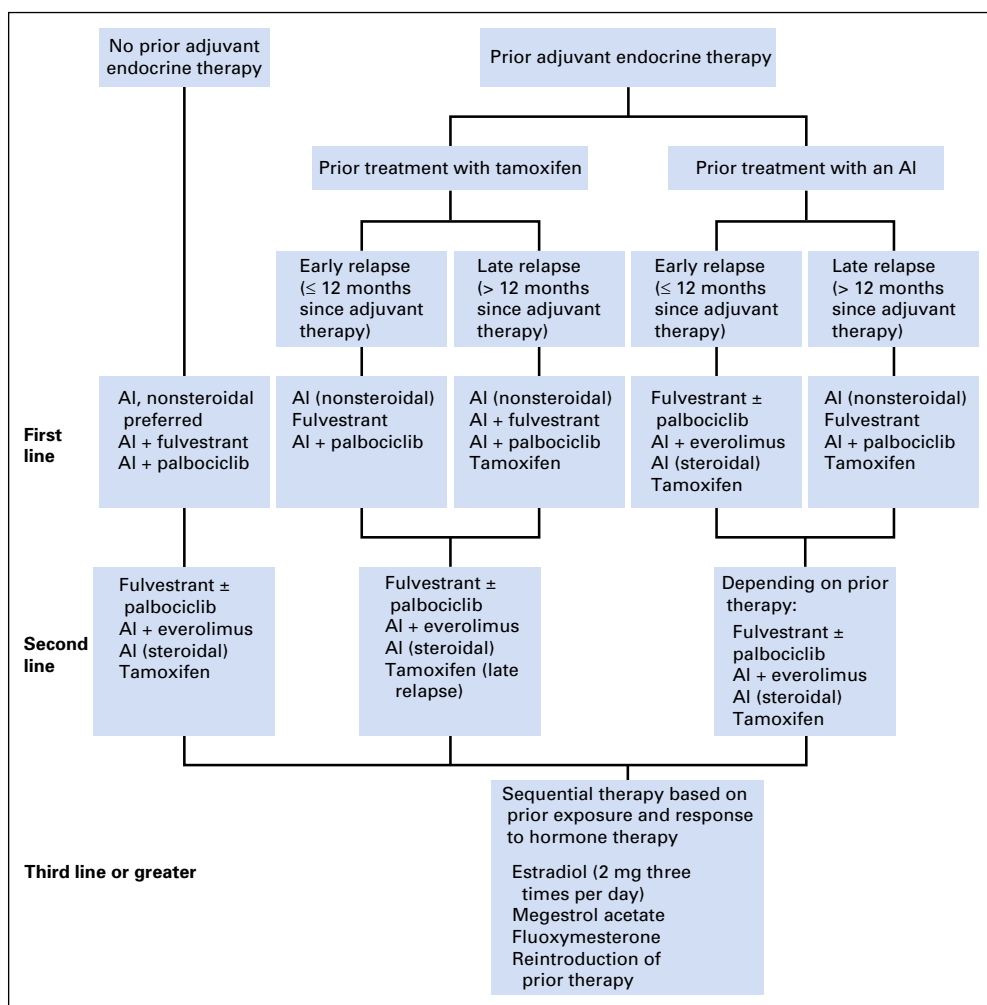 No prior adjuvant
endocrine therapy
Prior adjuvant endocrine therapy
Prior treatment with tamoxifen
Prior treatment with an AI
Early relapse
(≤ 12 months
since adjuvant
therapy)
Late relapse
(> 12 months
since adjuvant
therapy)
Early relapse
(≤ 12 months
since adjuvant
therapy)
Late relapse
(> 12 months
since adjuvant
therapy)
First
line
AI, nonsteroidal
preferred
AI + fulvestrant
AI + palbociclib
AI (nonsteroidal)
Fulvestrant
AI + palbociclib
AI (nonsteroidal)
AI + fulvestrant
AI + palbociclib
Tamoxifen
Fulvestrant ±
palbociclib
AI + everolimus
AI (steroidal)
Tamoxifen
AI (nonsteroidal)
Fulvestrant
AI + palbociclib
Tamoxifen
Second
line
Fulvestrant ±
palbociclib
AI + everolimus
AI (steroidal)
Tamoxifen
Fulvestrant ±
palbociclib
AI + everolimus
AI (steroidal)
Tamoxifen (late
relapse)
Depending on prior
therapy:
Fulvestrant ±
palbociclib
AI + everolimus
AI (steroidal)
Tamoxifen
Third line or greater
Sequential therapy based on
prior exposure and response
to hormone therapy
Estradiol (2 mg three
times per day)
Megestrol acetate
Fluoxymesterone
Reintroduction of
prior therapy